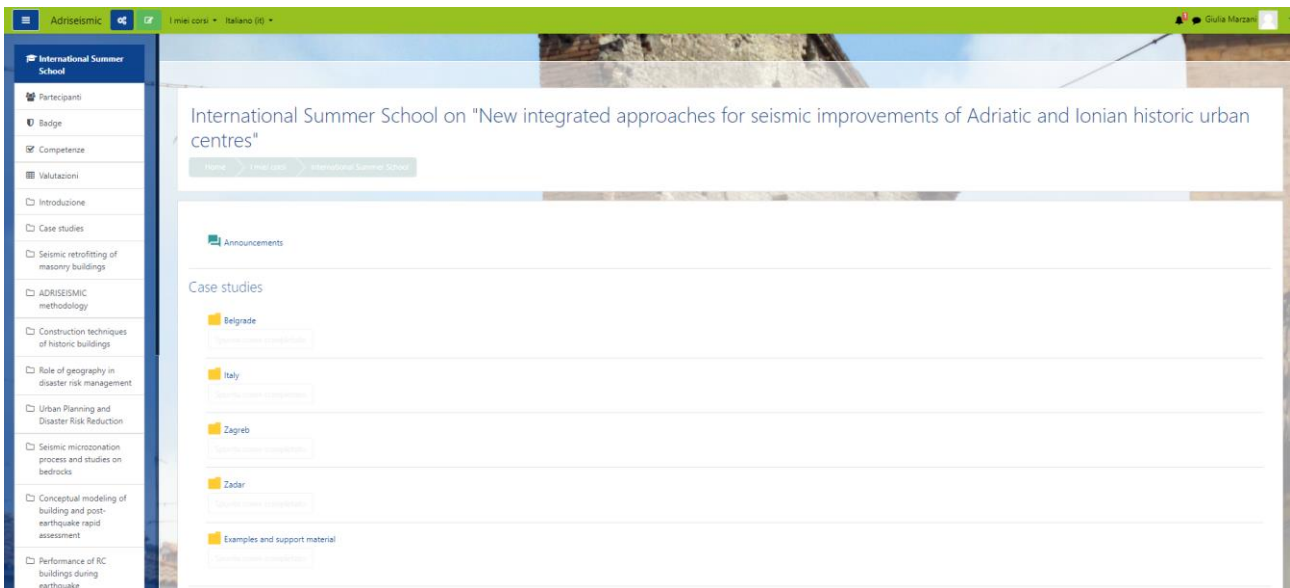 Adriseismic
I miei corsi
Italiano (it)
Giulia Marzani
International Summer
School
Partecipanti
Badge
Competenze
Valutazioni
Introduzione
Case studies
Seismic retrofitting of
masonry buildings
ADRISEISMIC
methodology
Construction techniques
of historic buildings
Role of geography in
disaster risk management
Urban Planning and
Disaster Risk Reduction
Seismic microzonation
process and studies on
bedrocks
Conceptual modeling of
building and post-
earthquake rapid
assessment
Performance of RC
buildings during
earthquake
International Summer School on "New integrated approaches for seismic improvements of Adriatic and Ionian historic urban
centres"
Home
I miei corsi
International Summer School
Announcements
Case studies
Belgrade
Italy
Zagreb
Zadar
Examples and support material